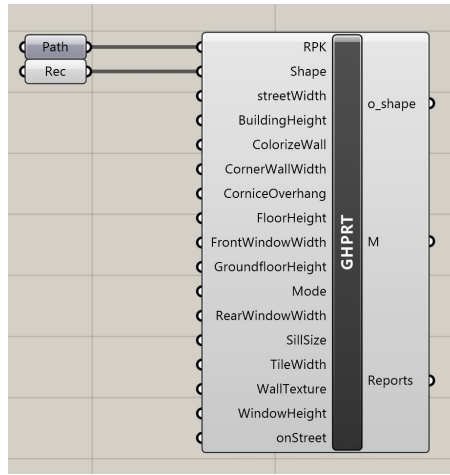 Path
Rec
RPK
Shape
streetWidth
BuildingHeight
ColorizeWall
CornerWallWidth
CorniceOverhang
FloorHeight
FrontWindowWidth
GroundfloorHeight
Mode
RearWindowWidth
SillSize
TileWidth
WallTexture
WindowHeight
onStreet
GHPRT
o_shape
M
Reports